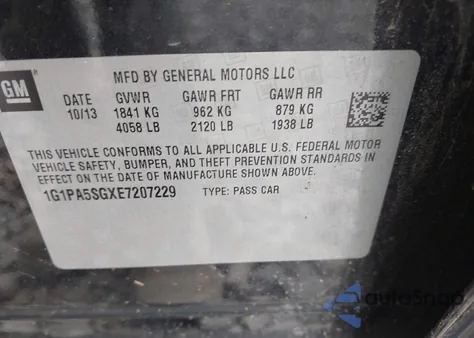 GM
MFD BY GENERAL MOTORS LLC
DATE GVWR GAWR FRT GAWR RR
10/13 1841 KG 962 KG 879 KG
4058 LB 2120 LB 1938 LB
THIS VEHICLE CONFORMS TO ALL APPLICABLE U.S. FEDERAL MOTOR
VEHICLE SAFETY, BUMPER, AND THEFT PREVENTION STANDARDS IN
EFFECT ON THE DATE OF MANUFACTURE SHOWN ABOVE.
1G1PA5SGXE7207229 TYPE: PASS CAR
autoSnap